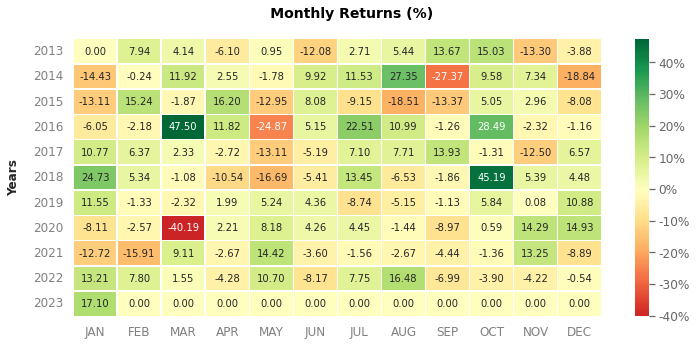 Monthly Returns (%)
2013 0.00 7.94 4.14 -6.10 0.95 -12.08 2.71 5.44 13.67 15.03 -13.30 -3.88
2014 -14.43 -0.24 11.92 2.55 -1.78 9.92 11.53 27.35 -27.37 9.58 7.34 -18.84
2015 -13.11 15.24 -1.87 16.20 -12.95 8.08 -9.15 -18.51 -13.37 5.05 2.96 -8.08
2016 -6.05 -2.18 47.50 11.82 -24.87 5.15 22.51 10.99 -1.26 28.49 -2.32 -1.16
2017 10.77 6.37 2.33 -2.72 -13.11 -5.19 7.10 7.71 13.93 -1.31 -12.50 6.57
2018 24.73 5.34 -1.08 -10.54 -16.69 -5.41 13.45 -6.53 -1.86 45.19 5.39 4.48
2019 11.55 -1.33 -2.32 1.99 5.24 4.36 -8.74 -5.15 -1.13 5.84 0.08 10.88
2020 -8.11 -2.57 -40.19 2.21 8.18 4.26 4.45 -1.44 -8.97 0.59 14.29 14.93
2021 -12.72 -15.91 9.11 -2.67 14.42 -3.60 -1.56 -2.67 -4.44 -1.36 13.25 -8.89
2022 13.21 7.80 1.55 -4.28 10.70 -8.17 7.75 16.48 -6.99 -3.90 -4.22 -0.54
2023 17.10 0.00 0.00 0.00 0.00 0.00 0.00 0.00 0.00 0.00 0.00 0.00
JAN FEB MAR APR MAY JUN JUL AUG SEP OCT NOV DEC
Years
40%
30%
20%
10%
0%
-10%
-20%
-30%
-40%